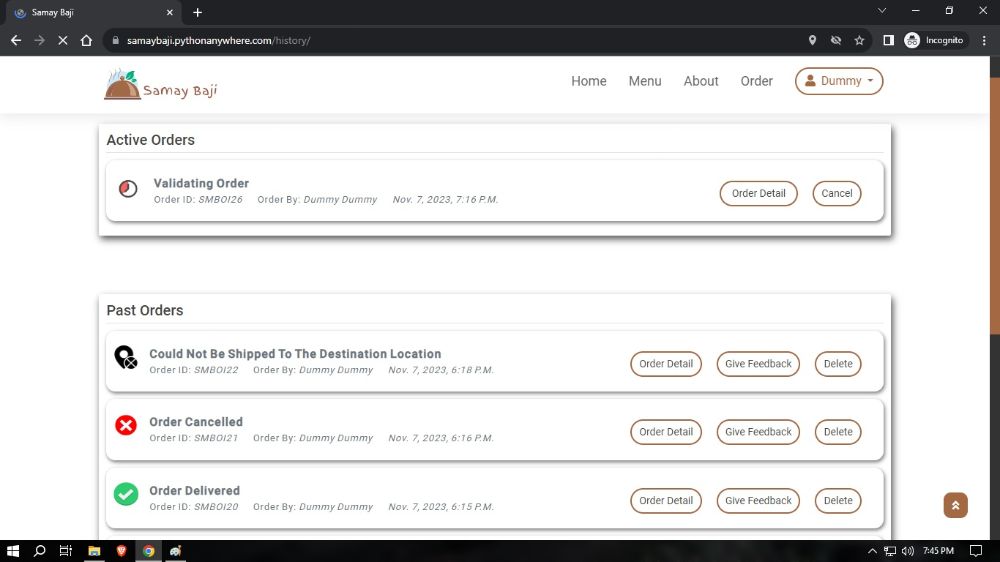 Samay Baji
samaybaji.pythonanywhere.com/history/
Incognito
Samay Baji
Home Menu About Order Dummy
Active Orders
Validating Order
Order ID: SMBOI26 Order By: Dummy Dummy Nov. 7, 2023, 7:16 P.M.
Order Detail Cancel
Past Orders
Could Not Be Shipped To The Destination Location
Order ID: SMBOI22 Order By: Dummy Dummy Nov. 7, 2023, 6:18 P.M.
Order Detail Give Feedback Delete
Order Cancelled
Order ID: SMBOI21 Order By: Dummy Dummy Nov. 7, 2023, 6:16 P.M.
Order Detail Give Feedback Delete
Order Delivered
Order ID: SMBOI20 Order By: Dummy Dummy Nov. 7, 2023, 6:15 P.M.
Order Detail Give Feedback Delete
7:45 PM